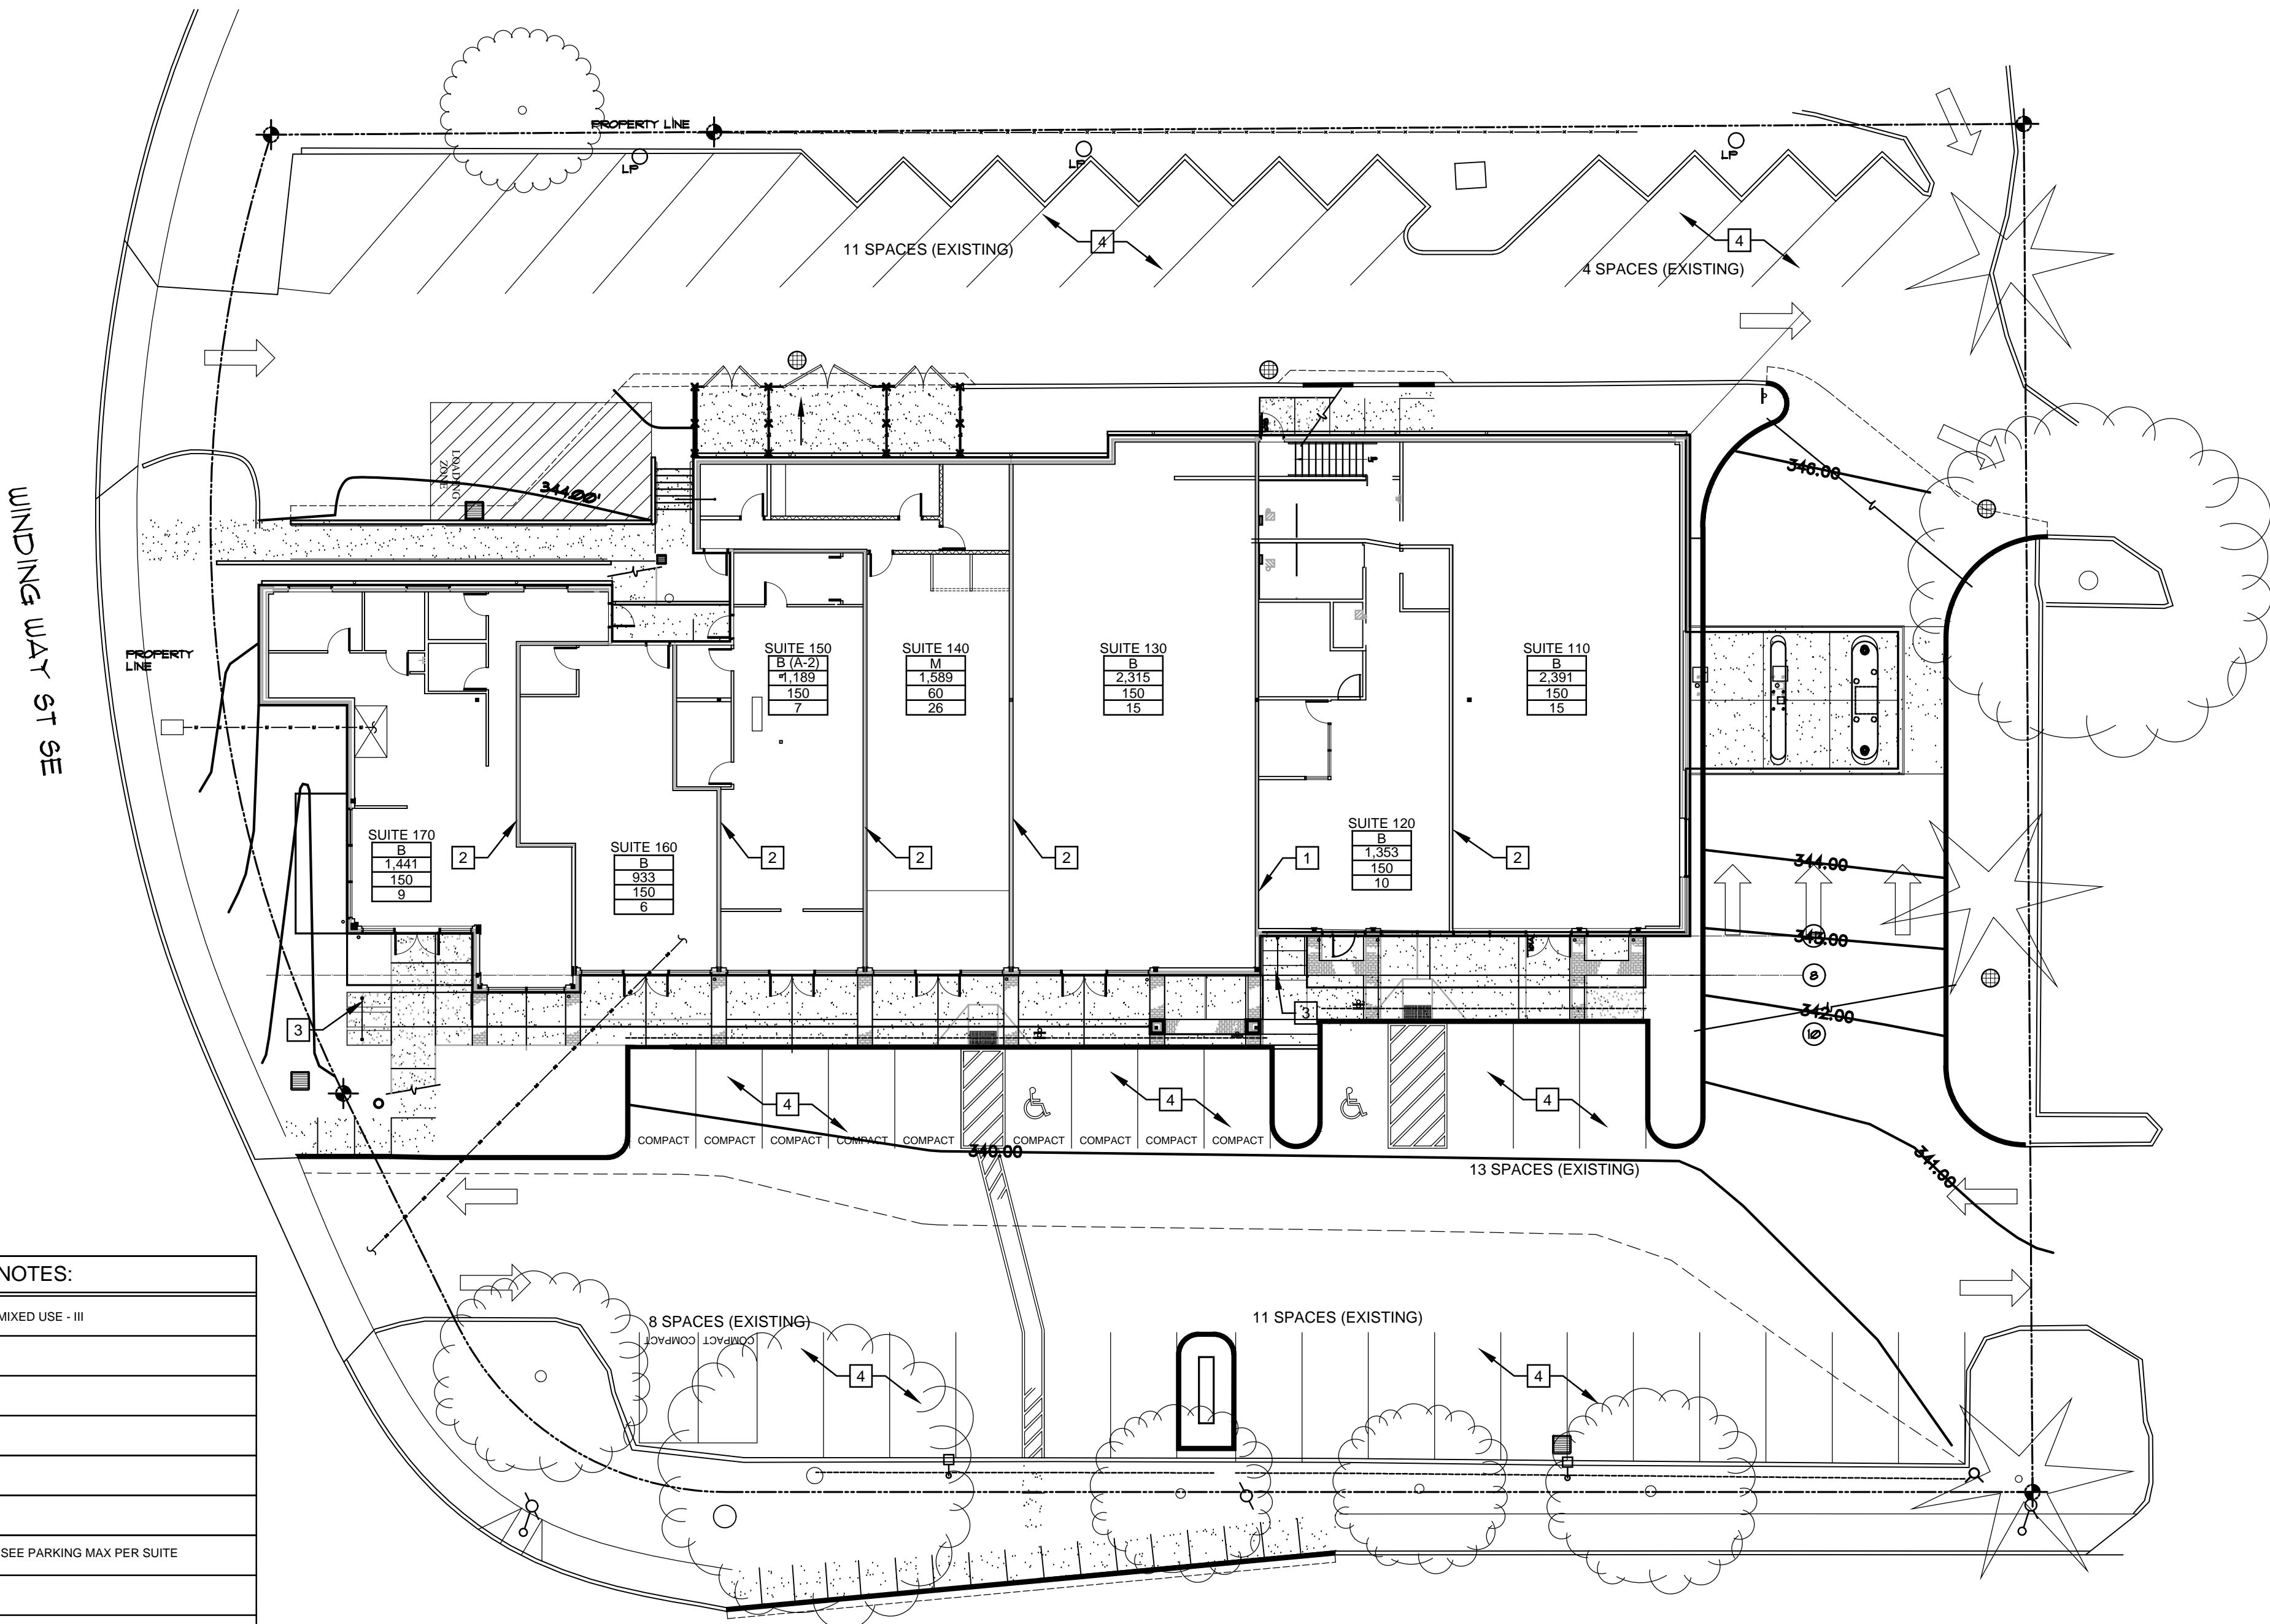 PROPERTY LINE
LP
LP
LP
11 SPACES (EXISTING)
4
4
4 SPACES (EXISTING)
LOADING
ZONE
344.00'
346.00
WINDING WAY ST SE
PROPERTY
LINE
SUITE 150
B (A-2)
1,189
150
7
SUITE 140
M
1,589
60
26
SUITE 130
B
2,315
150
15
SUITE 110
B
2,391
150
15
SUITE 170
B
1,441
150
9
2
SUITE 160
B
933
150
6
2
2
2
1
SUITE 120
B
1,353
150
10
2
344.00
343.00
8
342.00
10
3
3
4
4
4
COMPACT COMPACT COMPACT COMPACT COMPACT COMPACT COMPACT COMPACT COMPACT
340.00
13 SPACES (EXISTING)
341.00
NOTES:
MIXED USE - III
8 SPACES (EXISTING)
COMPACT COMPACT
11 SPACES (EXISTING)
4
4
SEE PARKING MAX PER SUITE